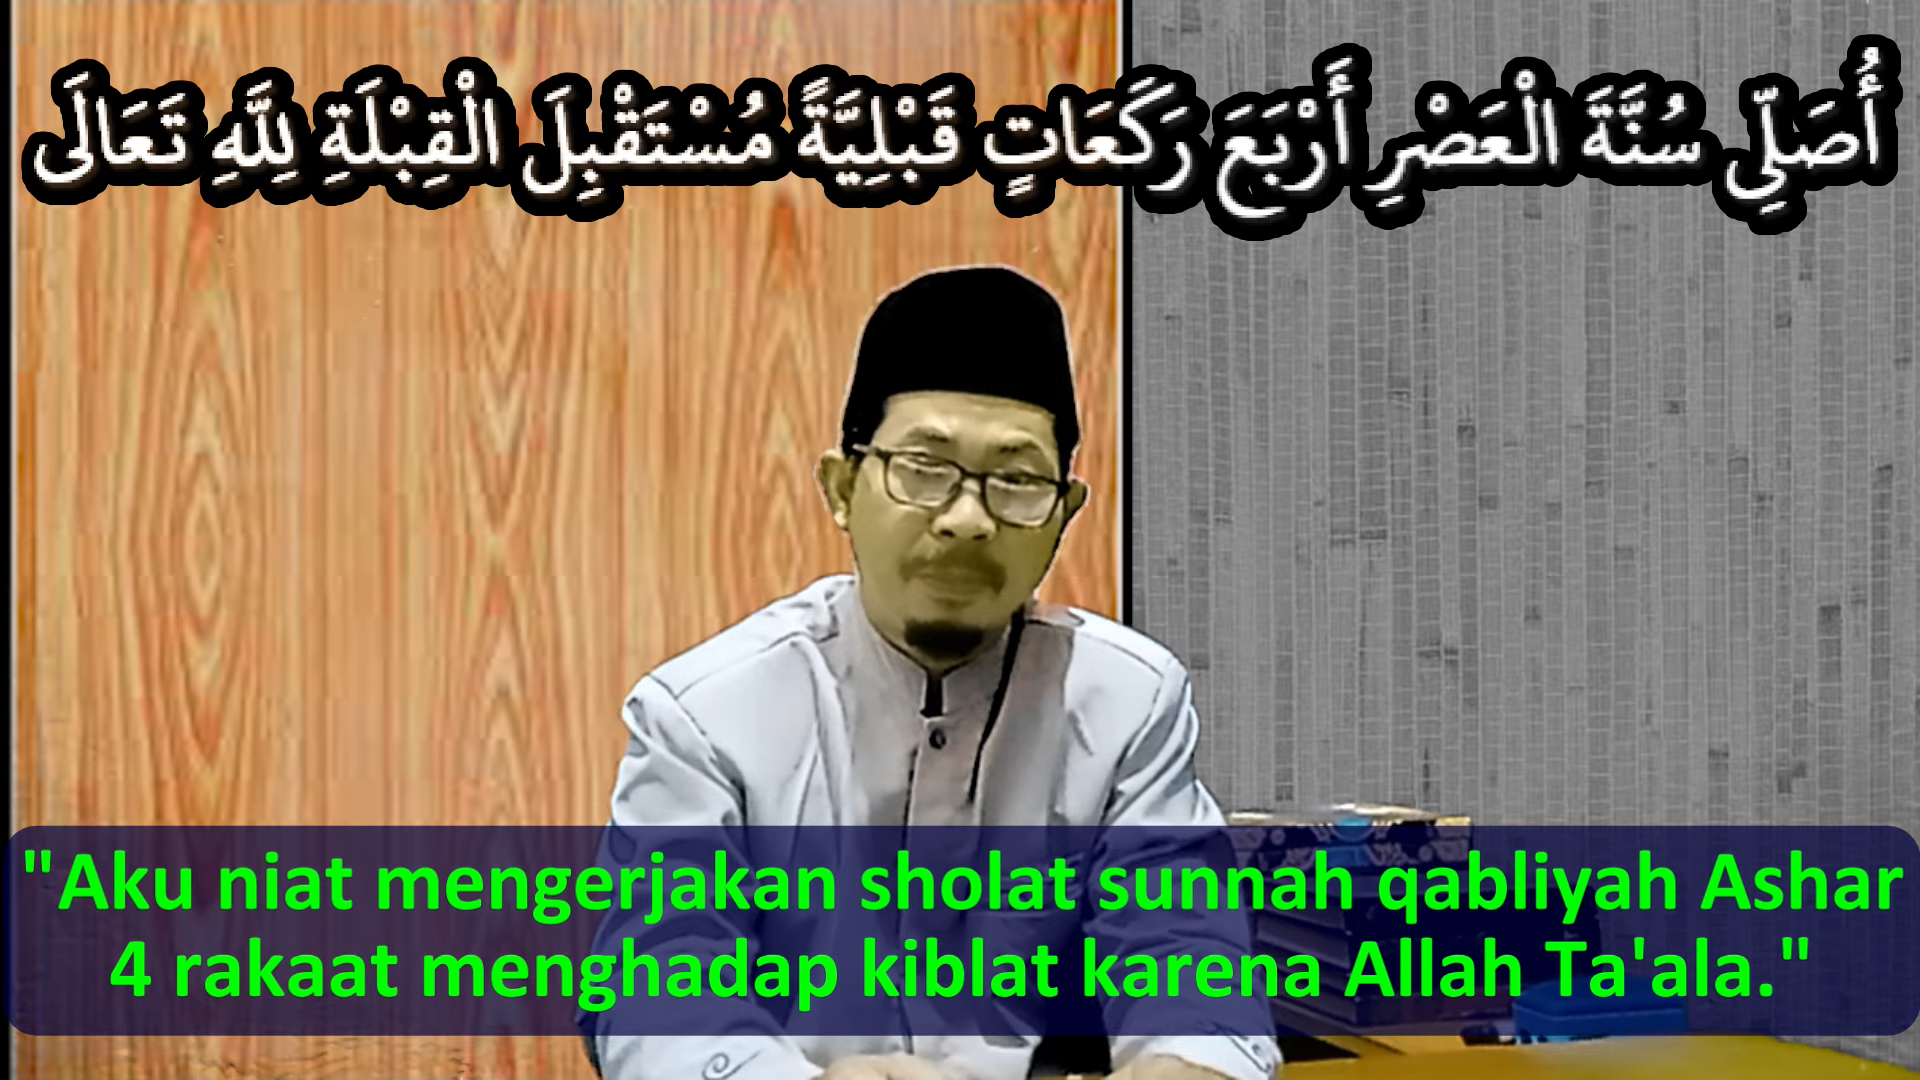 أُصَلِّي سُنَّةَ الْعَصْرِ أَرْبَعَ رَكَعَاتٍ قَبْلِيَّةً مُسْتَقْبِلَ الْقِبْلَةِ لِلَّهِ تَعَالَى
"Aku niat mengerjakan sholat sunnah qabliyah Ashar
4 rakaat menghadap kiblat karena Allah Ta'ala."